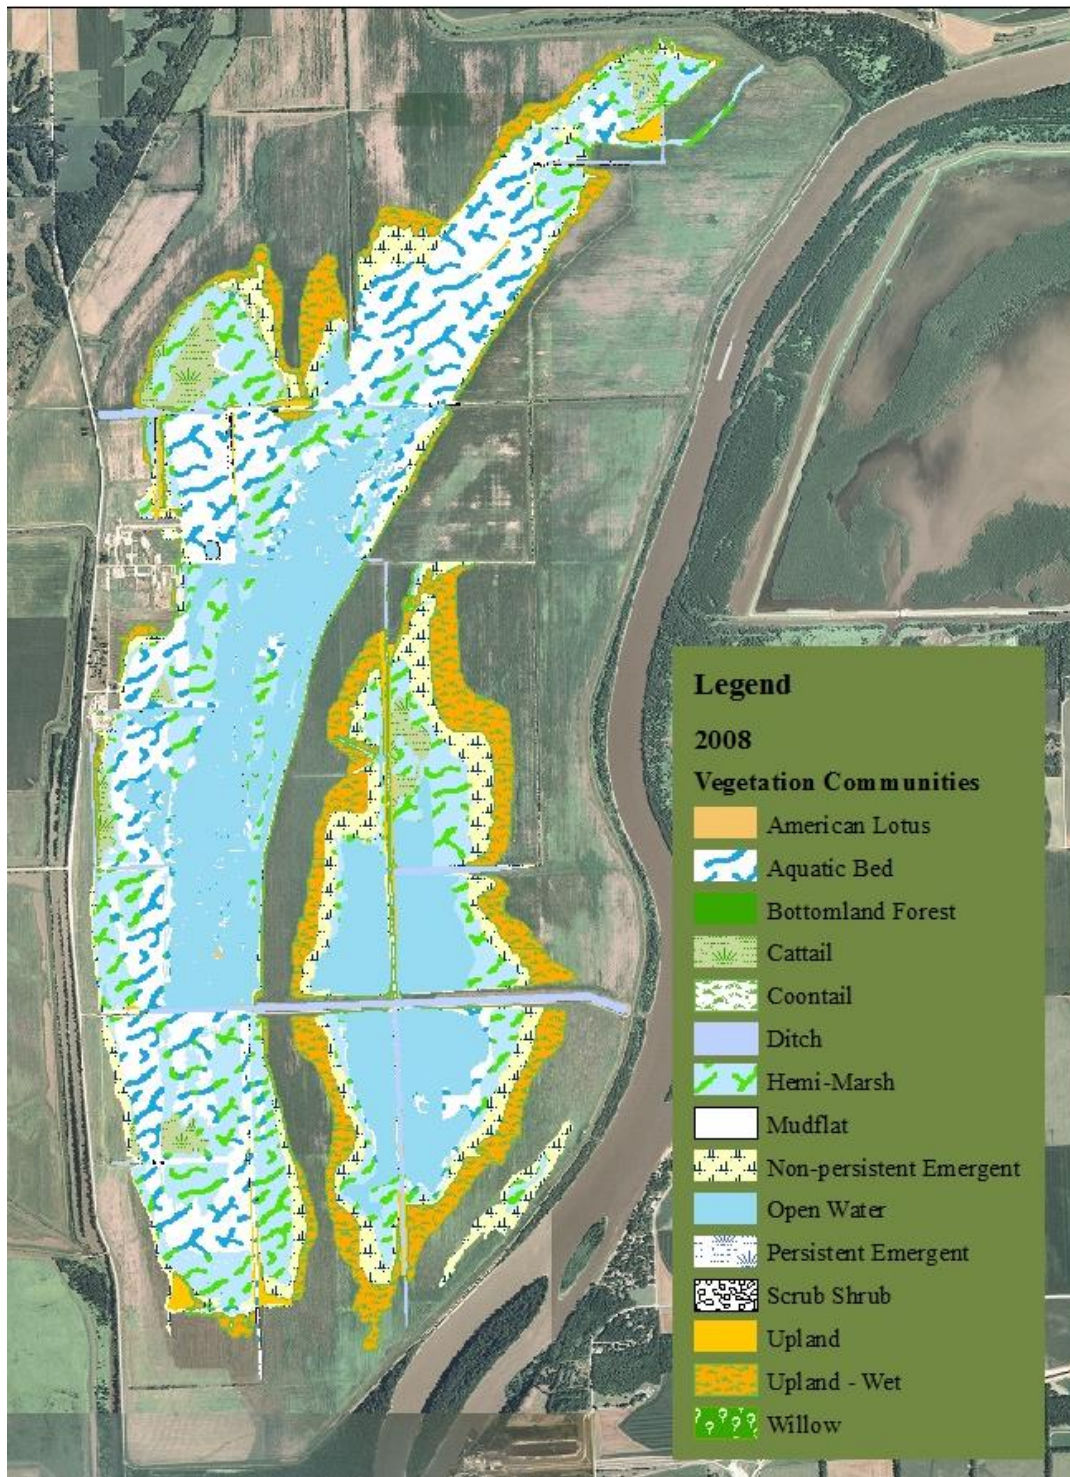 Legend
2008
Vegetation Communities
American Lotus
Aquatic Bed
Bottomland Forest
Cattail
Coontail
Ditch
Hemi-Marsh
Mudflat
Non-persistent Emergent
Open Water
Persistent Emergent
Scrub Shrub
Upland
Upland - Wet
Willow